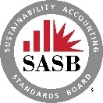 SUSTAINABILITY ACCOUNTING
SASB
STANDARDS BOARD